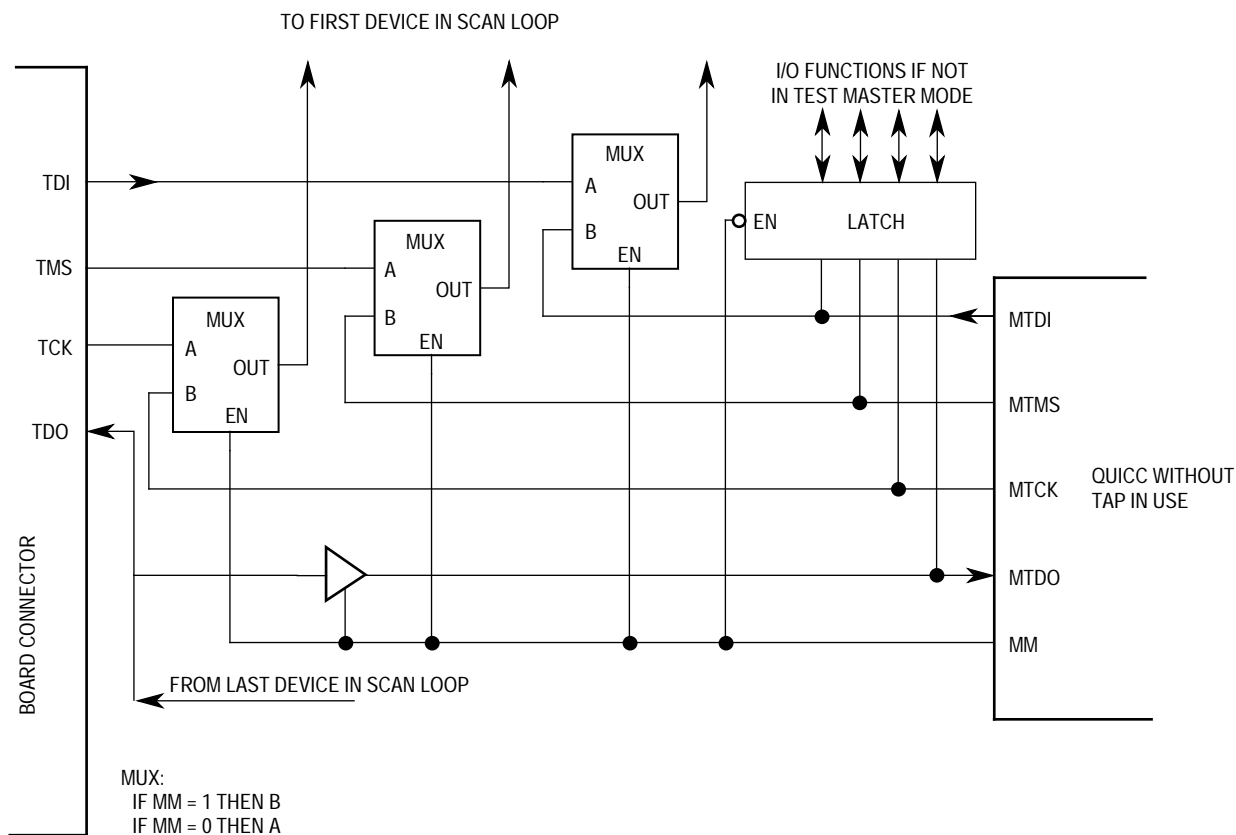 TO FIRST DEVICE IN SCAN LOOP
I/O FUNCTIONS IF NOT
IN TEST MASTER MODE
TDI
MUX
A
OUT
B
EN
EN
LATCH
TMS
MUX
A
OUT
B
EN
TCK
MUX
A
OUT
B
EN
TDO
MTDI
MTMS
MTCK
QUICC WITHOUT
TAP IN USE
MTDO
MM
BOARD CONNECTOR
FROM LAST DEVICE IN SCAN LOOP
MUX:
IF MM = 1 THEN B
IF MM = 0 THEN A